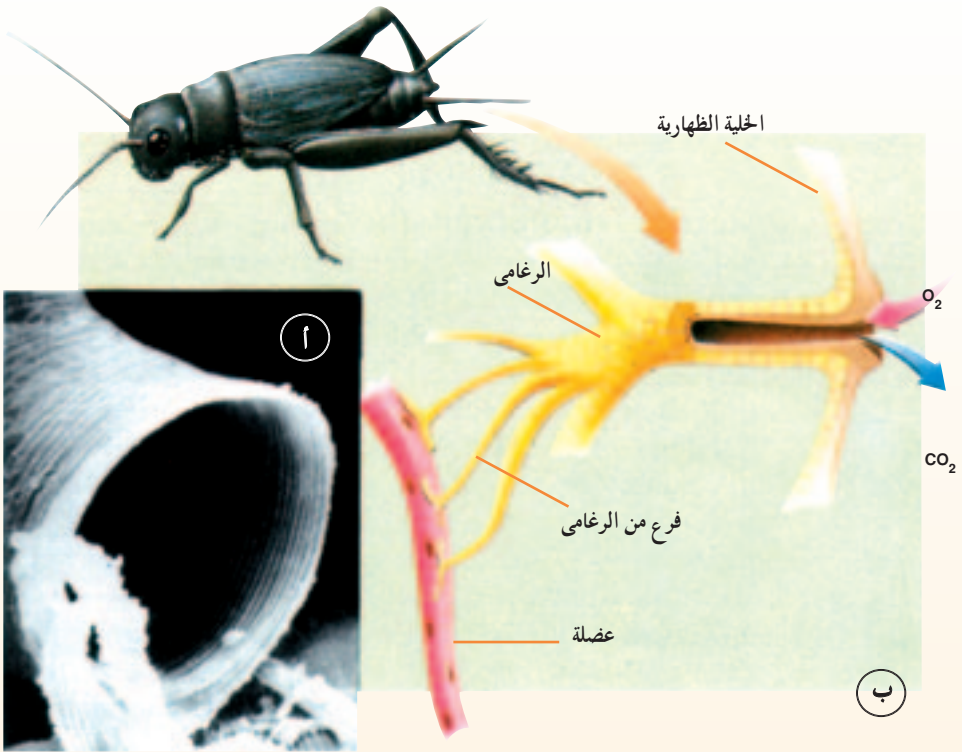 الخلية الظهارية
الرغامى
O2
أ
CO2
فرع من الرغامى
عضلة
ب